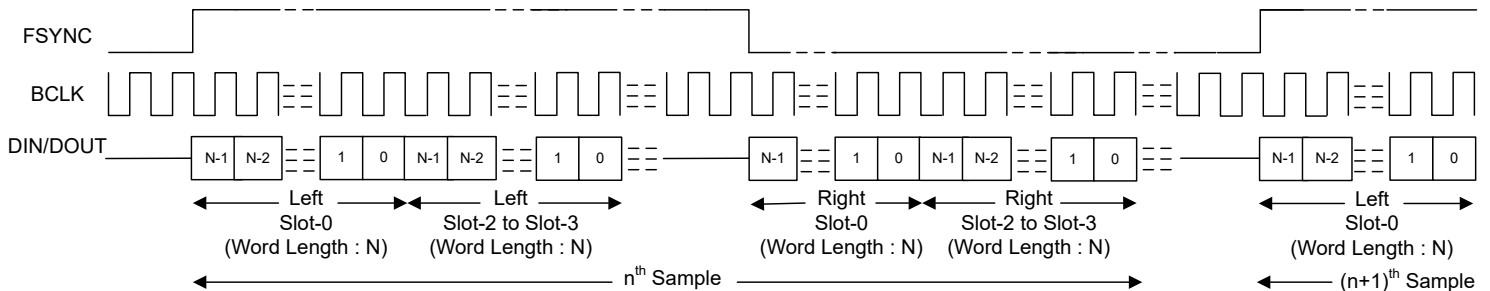 FSYNC
BCLK
DIN/DOUT
N-1 N-2 1 0 N-1 N-2 1 0 N-1 1 0 N-1 N-2 1 0 N-1 N-2 1 0
Left Left Right Right Left
Slot-0 Slot-2 to Slot-3 Slot-0 Slot-2 to Slot-3 Slot-0
(Word Length : N) (Word Length : N) (Word Length : N) (Word Length : N) (Word Length : N)
nth Sample (n+1)th Sample